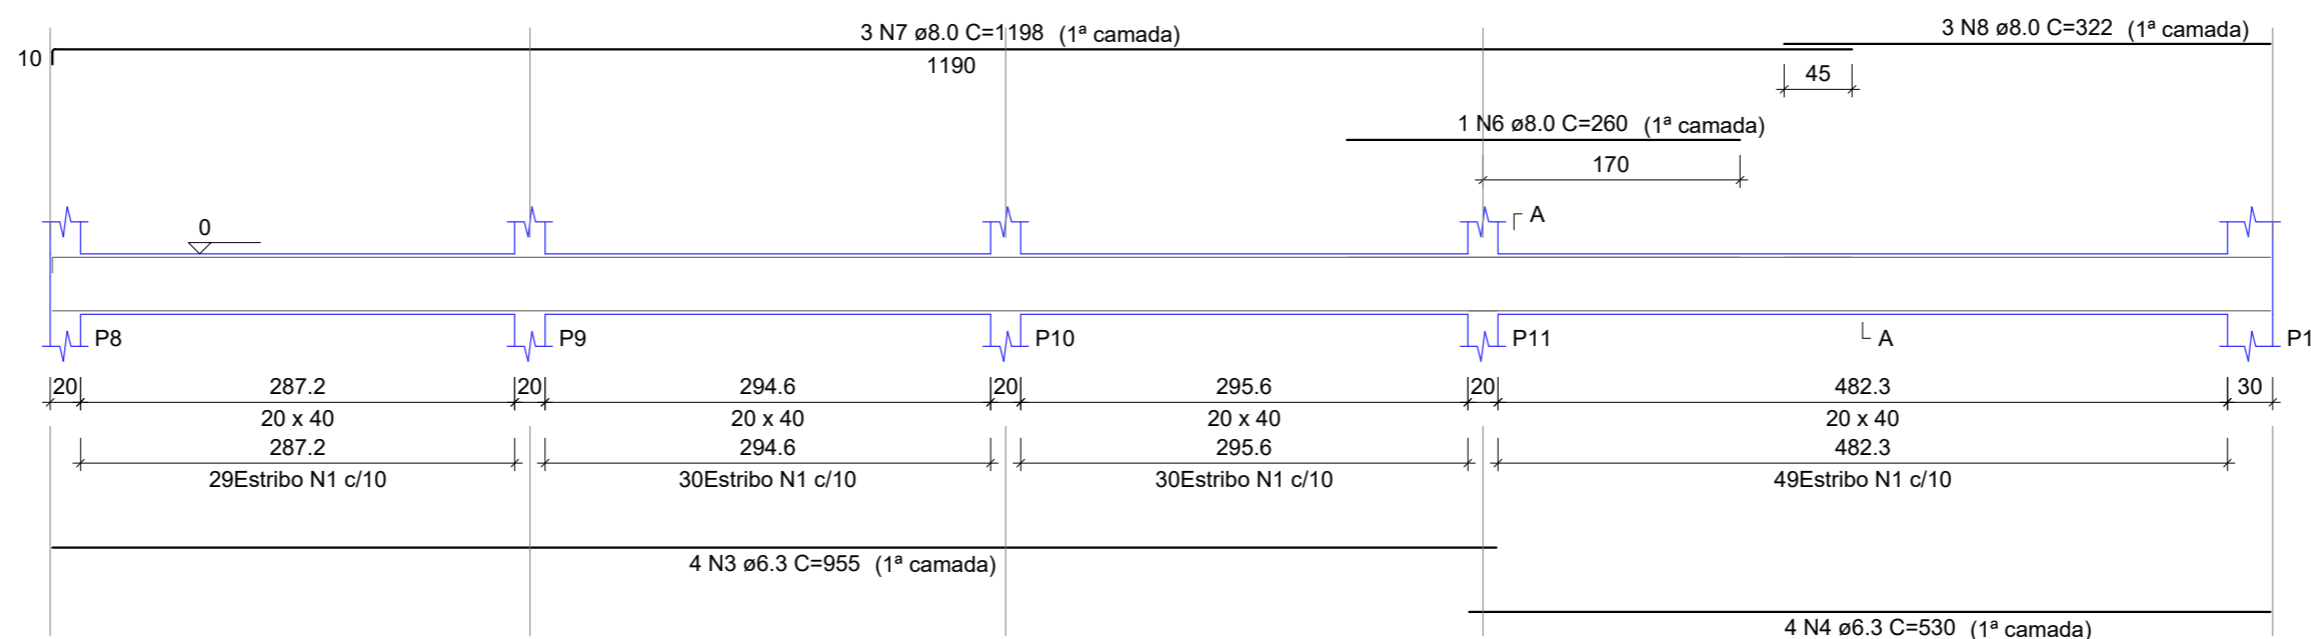 3 N7 ø8.0 C=1198 (1ª camada)
3 N8 ø8.0 C=322 (1ª camada)
10
1190
45
1 N6 ø8.0 C=260 (1ª camada)
170
0
A
P8
P9
P10
P11
A
P1
20 287.2 20 294.6 20 295.6 20 482.3 30
20 x 40 20 x 40 20 x 40 20 x 40
287.2 294.6 295.6 482.3
29Estribo N1 c/10 30Estribo N1 c/10 30Estribo N1 c/10 49Estribo N1 c/10
4 N3 ø6.3 C=955 (1ª camada)
4 N4 ø6.3 C=530 (1ª camada)